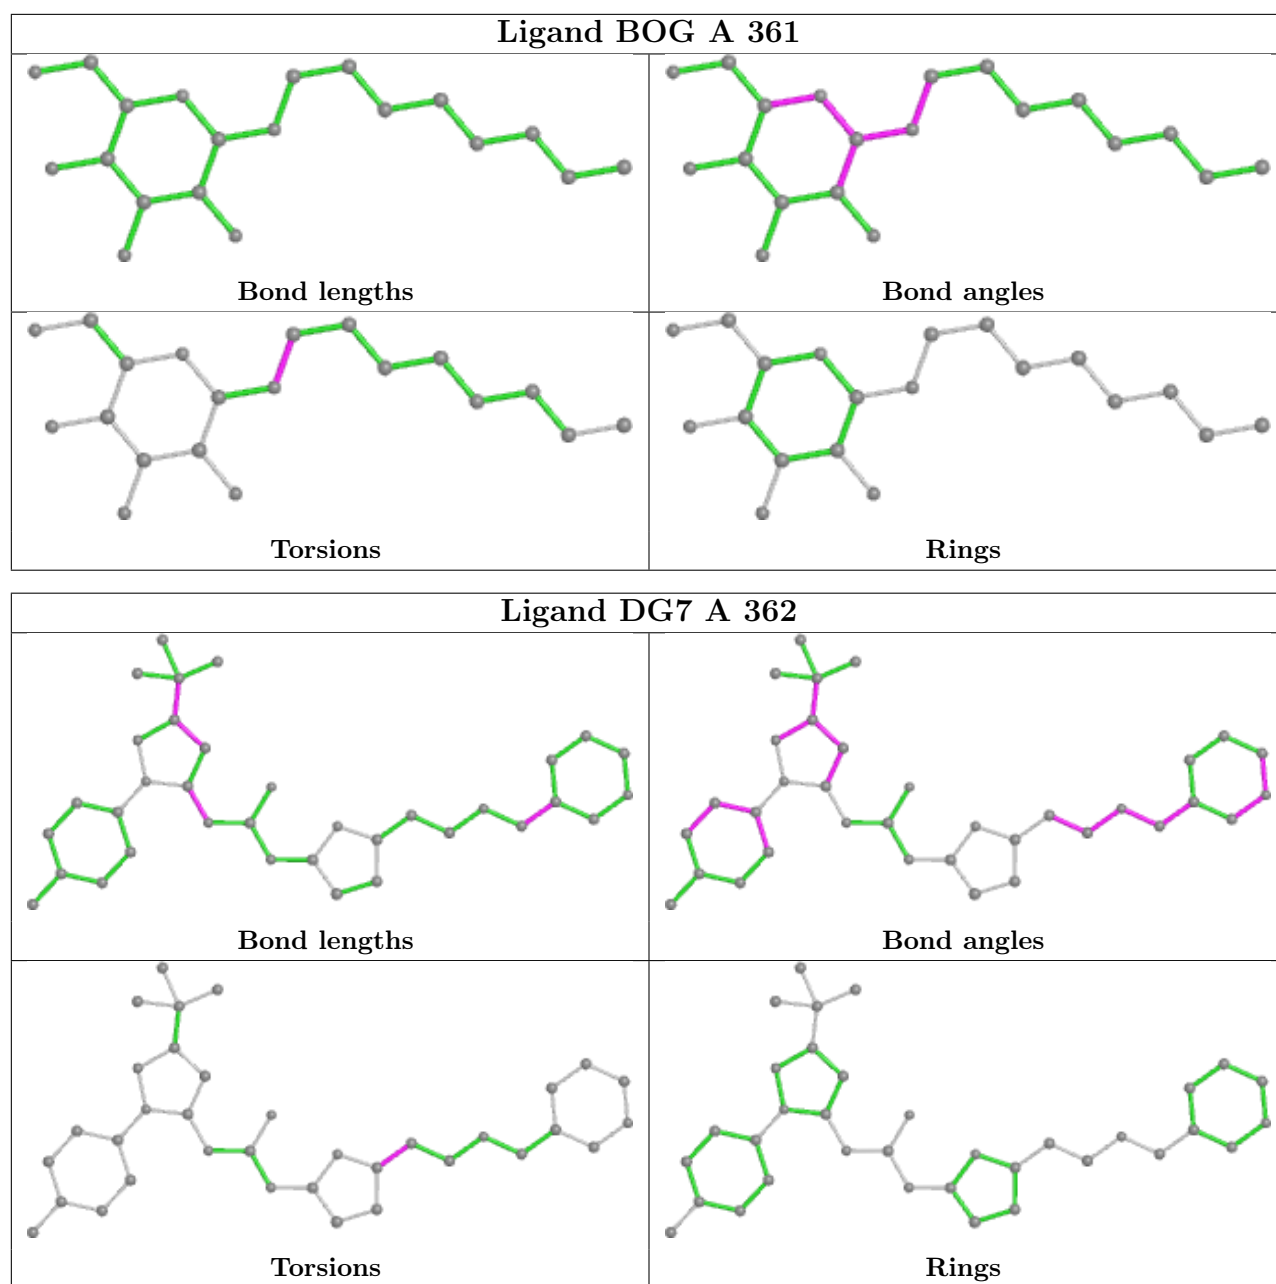 Ligand BOG A 361
Bond lengths
Bond angles
Torsions
Rings
Ligand DG7 A 362
Bond lengths
Bond angles
Torsions
Rings